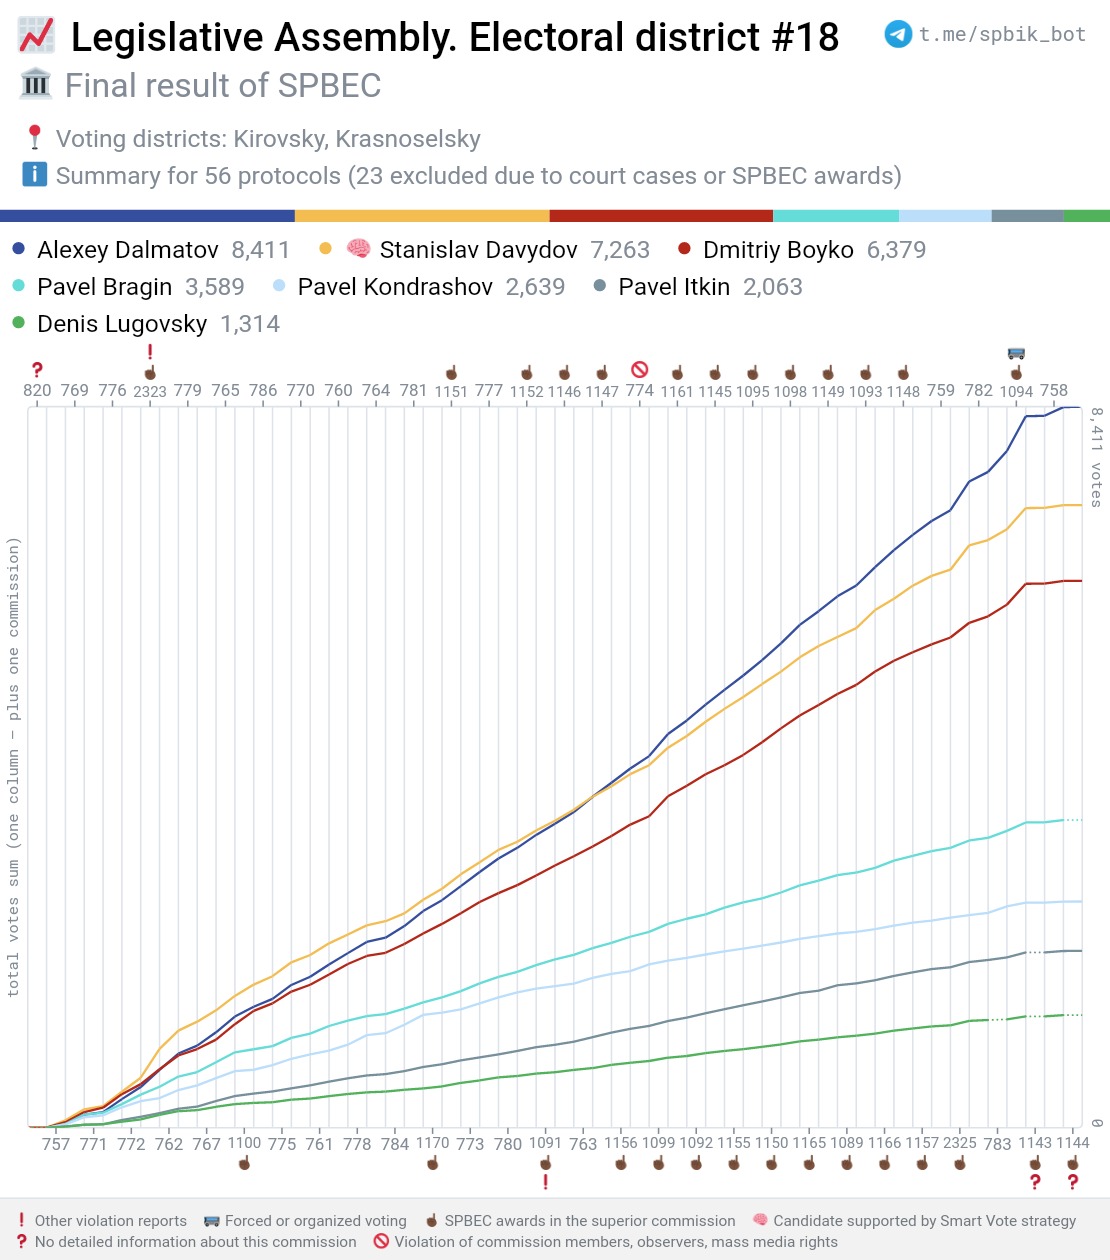 Legislative Assembly. Electoral district #18
t.me/spbik_bot
Final result of SPBEC
Voting districts: Kirovsky, Krasnoselsky
Summary for 56 protocols (23 excluded due to court cases or SPBEC awards)
Alexey Dalmatov 8,411 Stanislav Davydov 7,263 Dmitriy Boyko 6,379
Pavel Bragin 3,589 Pavel Kondrashov 2,639 Pavel Itkin 2,063
Denis Lugovsky 1,314
820 769 776 2323 779 765 786 770 760 764 781 1151 777 1152 1146 1147 774 1161 1145 1095 1098 1149 1093 1148 759 782 1094 758
8,411 votes
total votes sum (one column – plus one commission)
0
757 771 772 762 767 1100 775 761 778 784 1170 773 780 1091 763 1156 1099 1092 1155 1150 1165 1089 1166 1157 2325 783 1143 1144
Other violation reports Forced or organized voting SPBEC awards in the superior commission Candidate supported by Smart Vote strategy
No detailed information about this commission Violation of commission members, observers, mass media rights